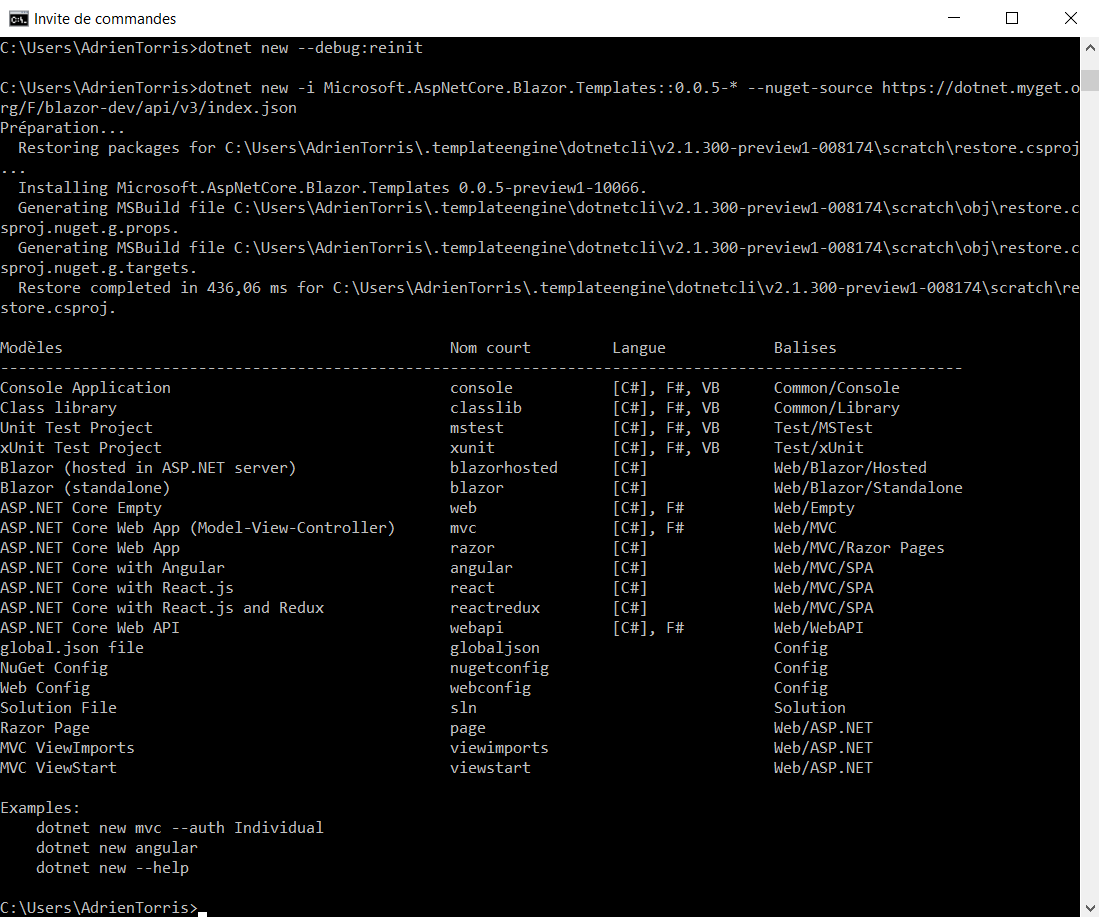 Invite de commandes
C:\Users\AdrienTorris>dotnet new --debug:reinit
C:\Users\AdrienTorris>dotnet new -i Microsoft.AspNetCore.Blazor.Templates::0.0.5-* --nuget-source https://dotnet.myget.o
rg/F/blazor-dev/api/v3/index.json
Préparation...
  Restoring packages for C:\Users\AdrienTorris\.templateengine\dotnetcli\v2.1.300-preview1-008174\scratch\restore.csproj
...
  Installing Microsoft.AspNetCore.Blazor.Templates 0.0.5-preview1-10066.
  Generating MSBuild file C:\Users\AdrienTorris\.templateengine\dotnetcli\v2.1.300-preview1-008174\scratch\obj\restore.c
sproj.nuget.g.props.
  Generating MSBuild file C:\Users\AdrienTorris\.templateengine\dotnetcli\v2.1.300-preview1-008174\scratch\obj\restore.c
sproj.nuget.g.targets.
  Restore completed in 436,06 ms for C:\Users\AdrienTorris\.templateengine\dotnetcli\v2.1.300-preview1-008174\scratch\re
store.csproj.
Modèles                                           Nom court         Langue            Balises
-----------------------------------------------------------------------------------------------------------
Console Application                               console           [C#], F#, VB      Common/Console
Class library                                     classlib          [C#], F#, VB      Common/Library
Unit Test Project                                 mstest            [C#], F#, VB      Test/MSTest
xUnit Test Project                                xunit             [C#], F#, VB      Test/xUnit
Blazor (hosted in ASP.NET server)                 blazorhosted      [C#]              Web/Blazor/Hosted
Blazor (standalone)                               blazor            [C#]              Web/Blazor/Standalone
ASP.NET Core Empty                                web               [C#], F#          Web/Empty
ASP.NET Core Web App (Model-View-Controller)      mvc               [C#], F#          Web/MVC
ASP.NET Core Web App                              razor             [C#]              Web/MVC/Razor Pages
ASP.NET Core with Angular                         angular           [C#]              Web/MVC/SPA
ASP.NET Core with React.js                        react             [C#]              Web/MVC/SPA
ASP.NET Core with React.js and Redux              reactredux        [C#]              Web/MVC/SPA
ASP.NET Core Web API                              webapi            [C#], F#          Web/WebAPI
global.json file                                  globaljson                          Config
NuGet Config                                      nugetconfig                         Config
Web Config                                        webconfig                           Config
Solution File                                     sln                                 Solution
Razor Page                                        page                                Web/ASP.NET
MVC ViewImports                                   viewimports                         Web/ASP.NET
MVC ViewStart                                     viewstart                           Web/ASP.NET
Examples:
    dotnet new mvc --auth Individual
    dotnet new angular
    dotnet new --help
C:\Users\AdrienTorris>